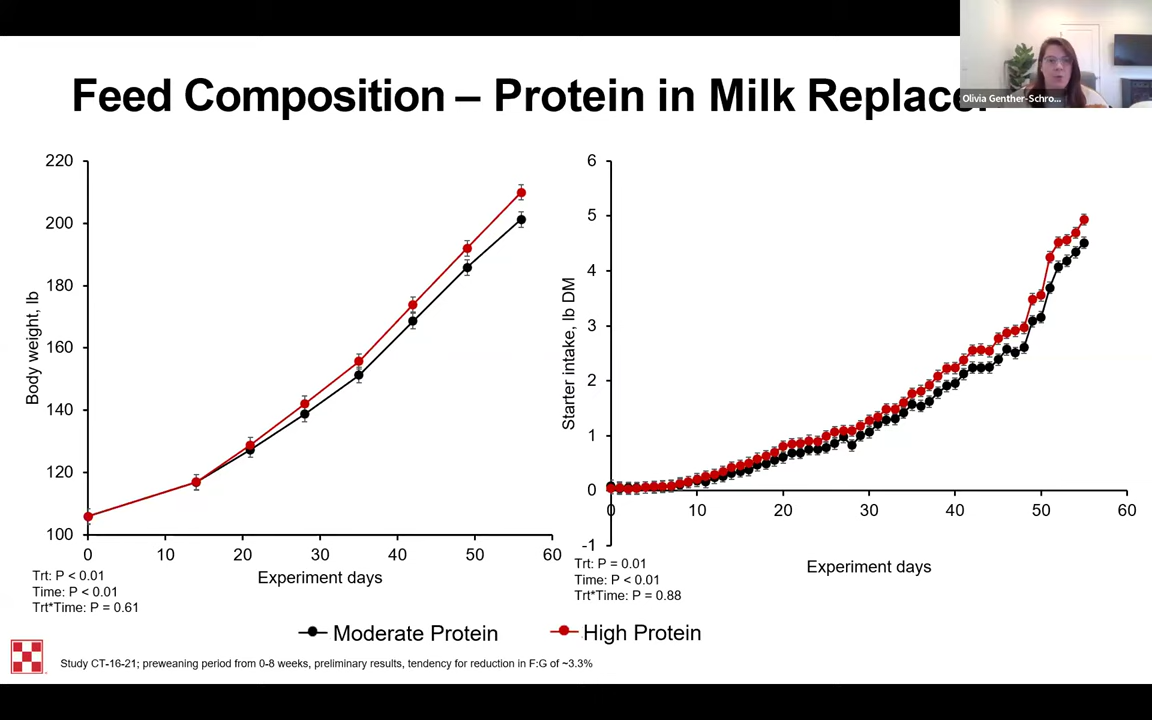 Feed Composition – Protein in Milk Replacer
Olivia Genther-Schro...
220
200
180
160
140
120
100
Body weight, lb
0
10
20
30
40
50
60
Experiment days
Trt: P < 0.01
Time: P < 0.01
Trt*Time: P = 0.61
6
5
4
3
2
1
0
-1
Starter intake, lb DM
0
10
20
30
40
50
60
Experiment days
Trt: P = 0.01
Time: P < 0.01
Trt*Time: P = 0.88
Moderate Protein
High Protein
Study CT-16-21; preweaning period from 0-8 weeks, preliminary results, tendency for reduction in F:G of ~3.3%